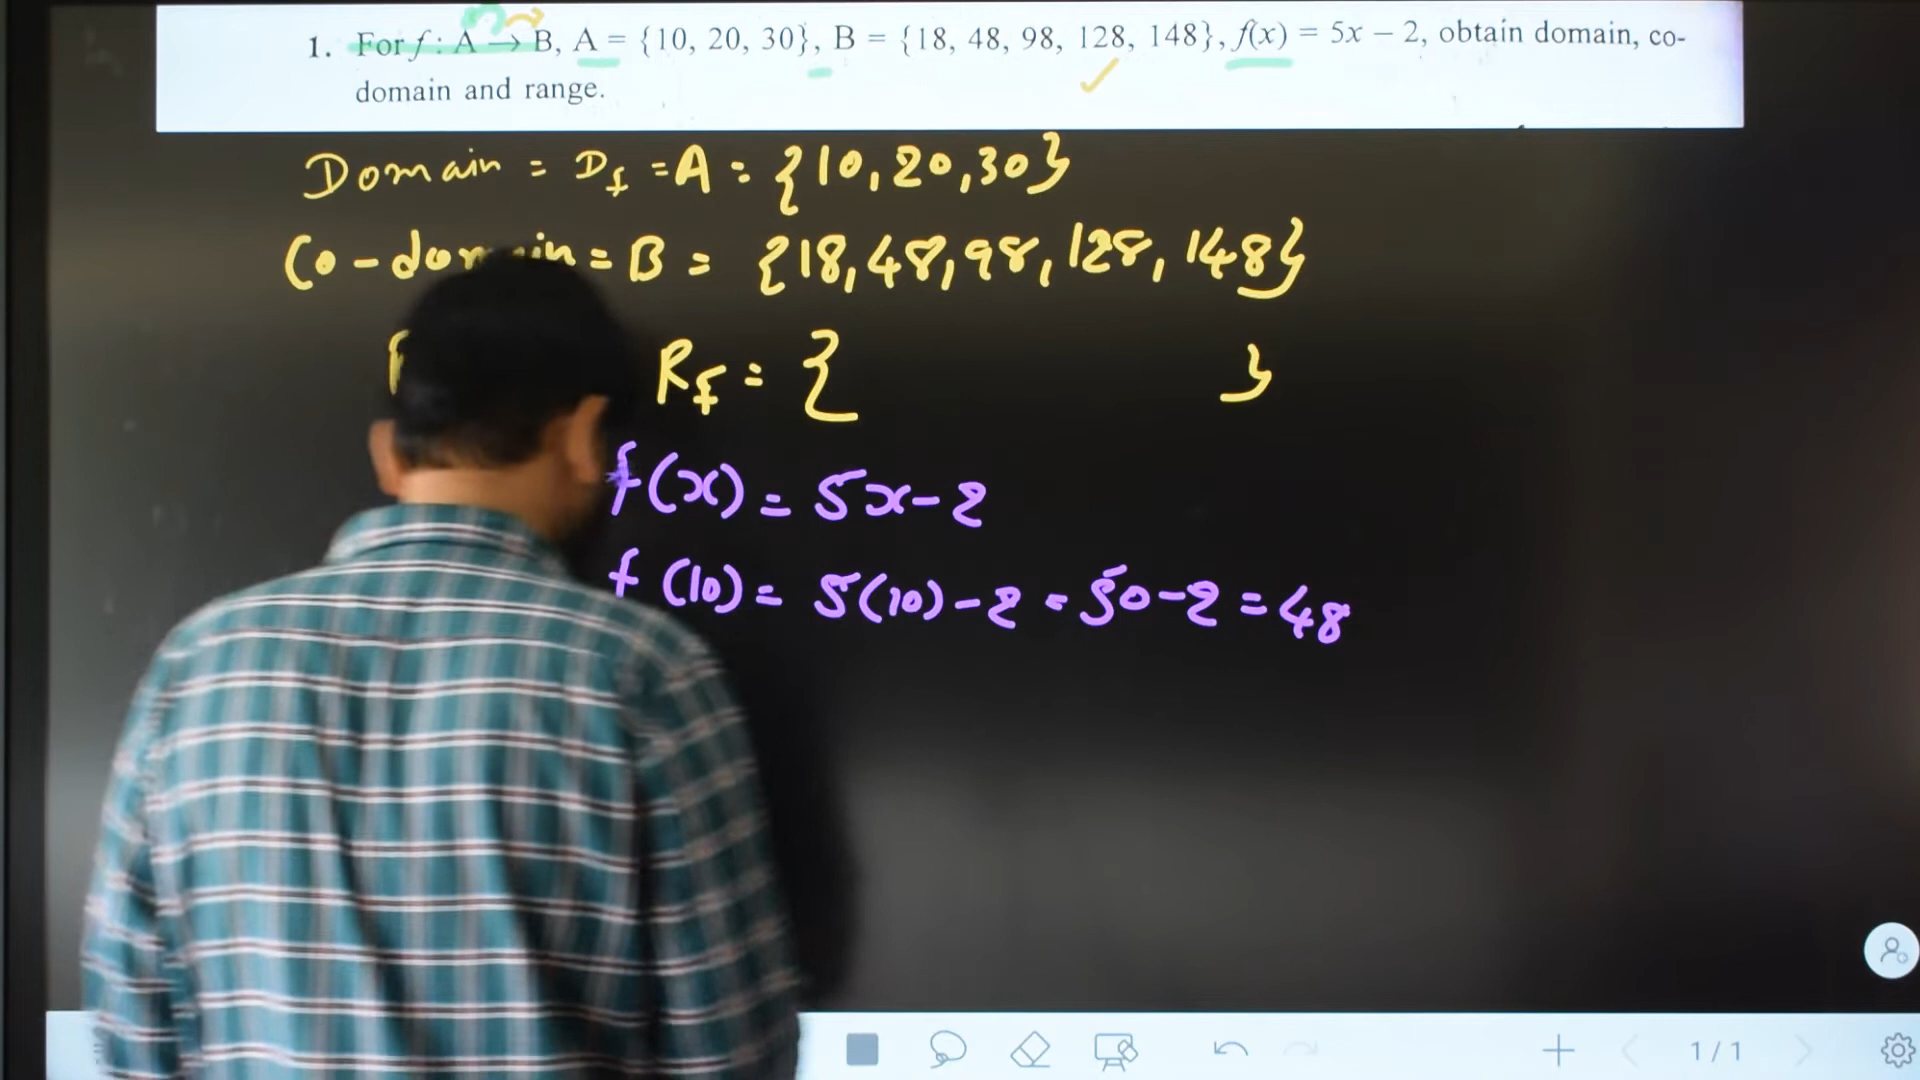 1. For f : A → B, A = {10, 20, 30}, B = {18, 48, 98, 128, 148}, f(x) = 5x − 2, obtain domain, co-
domain and range.
Domain = Df = A = {10, 20, 30}
Co-domain = B = {18, 48, 98, 128, 148}
Rf = { }
f(x) = 5x-2
f(10) = 5(10)-2 = 50-2 = 48
1/1